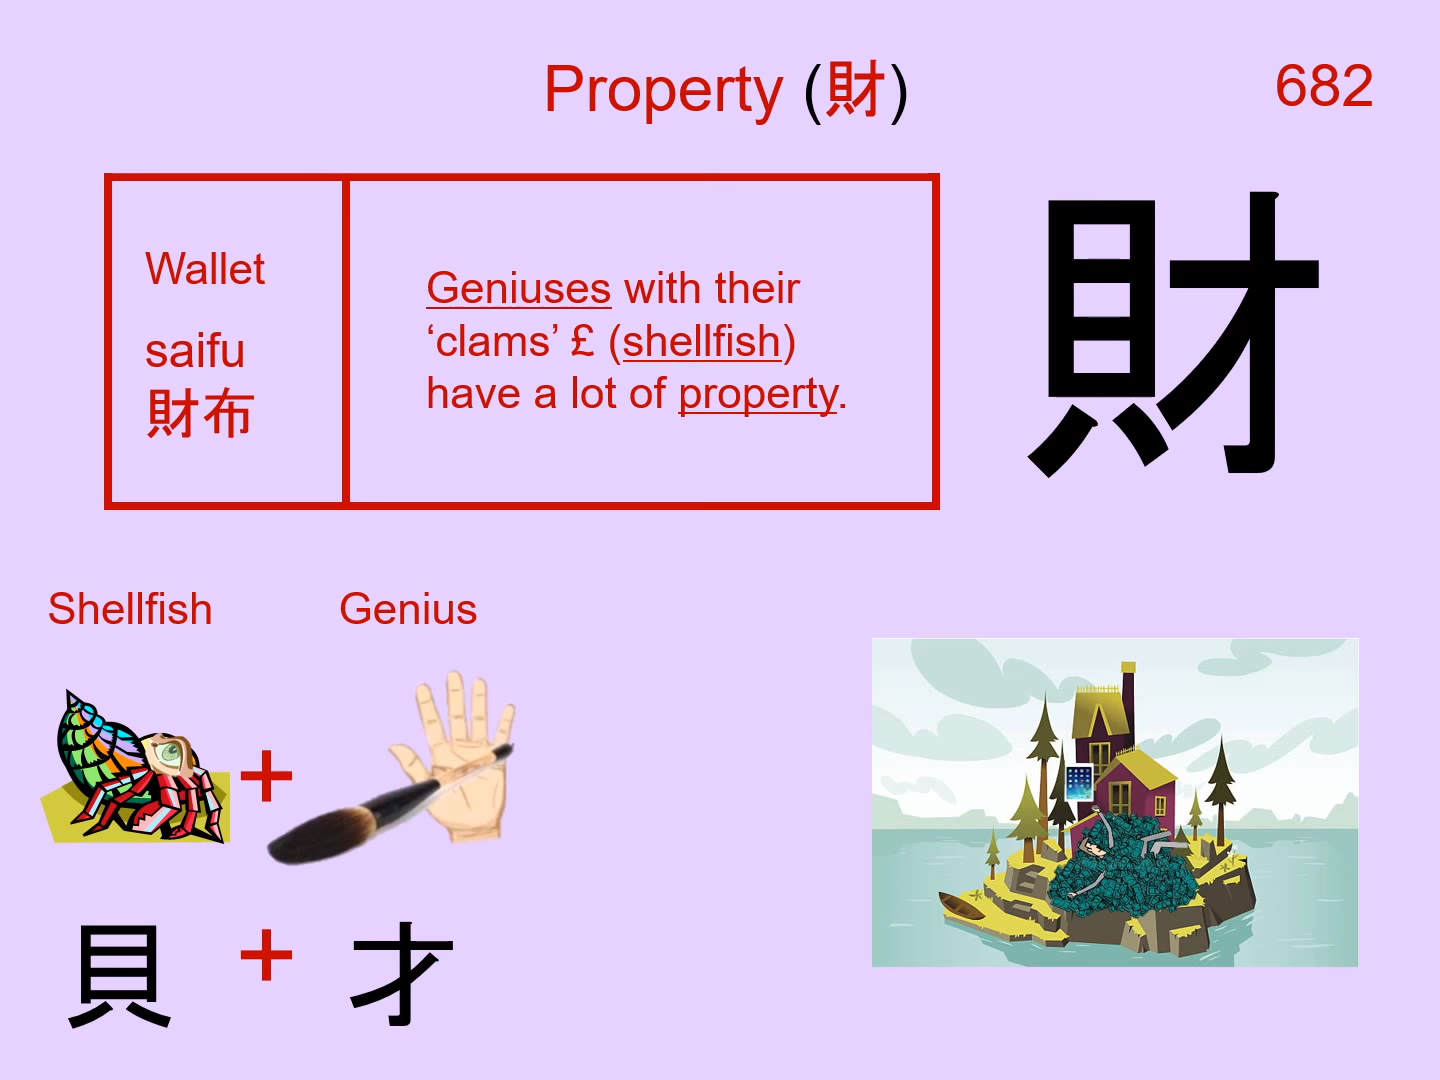 Property (財)
682
Wallet
saifu
財布
Geniuses with their
‘clams’ £ (shellfish)
have a lot of property.
財
Shellfish
Genius
+
貝 + 才